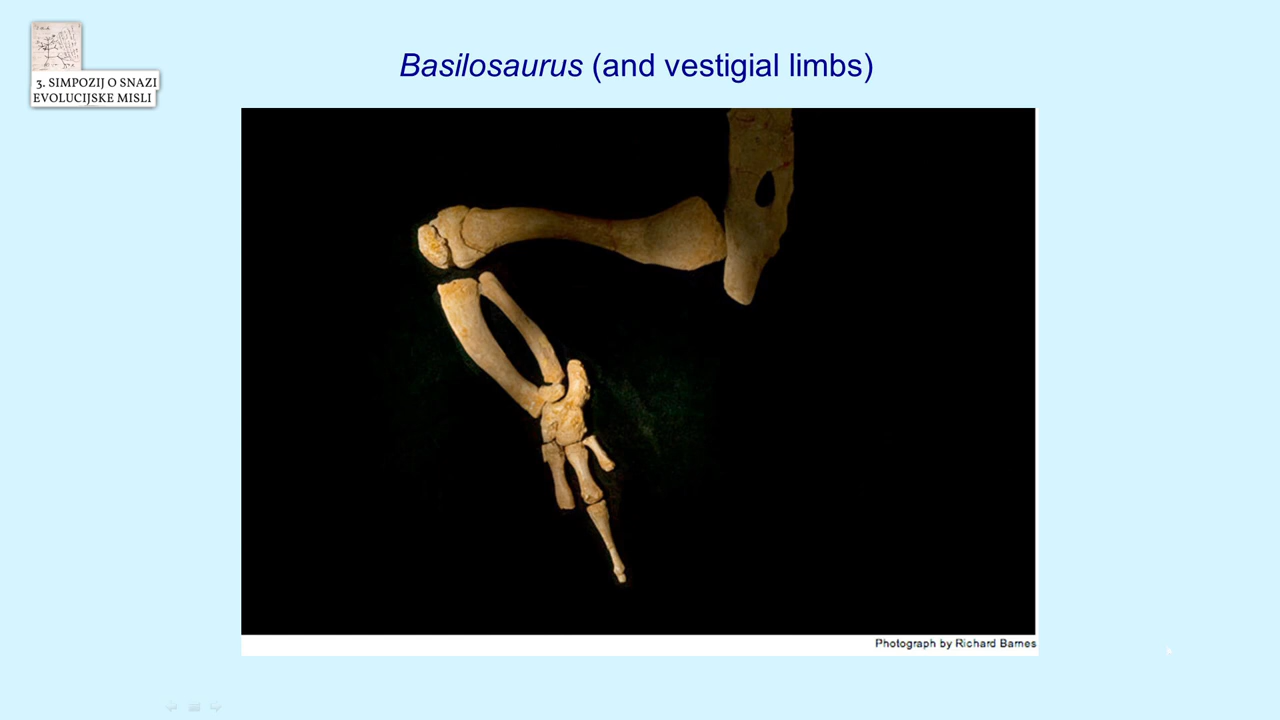 Basilosaurus (and vestigial limbs)
3. SIMPOZIJ O SNAZI
EVOLUCIJSKE MISLI
Photograph by Richard Barnes